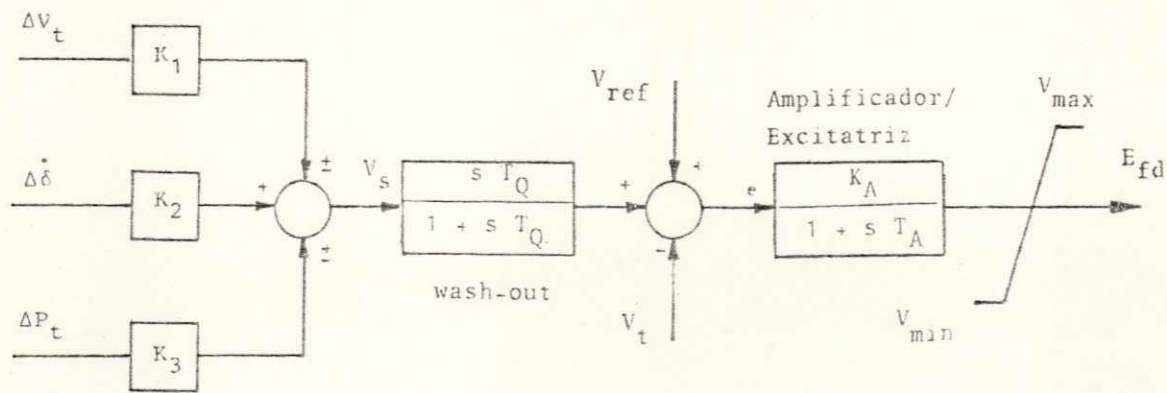 ΔV_t
K_1
±
Δδ̇
K_2
+
V_s
s T_Q
1 + s T_Q.
wash-out
±
ΔP_t
K_3
V_ref
+
+
-
V_t
e
Amplificador/
Excitatriz
K_A
1 + s T_A
V_max
V_min
E_fd